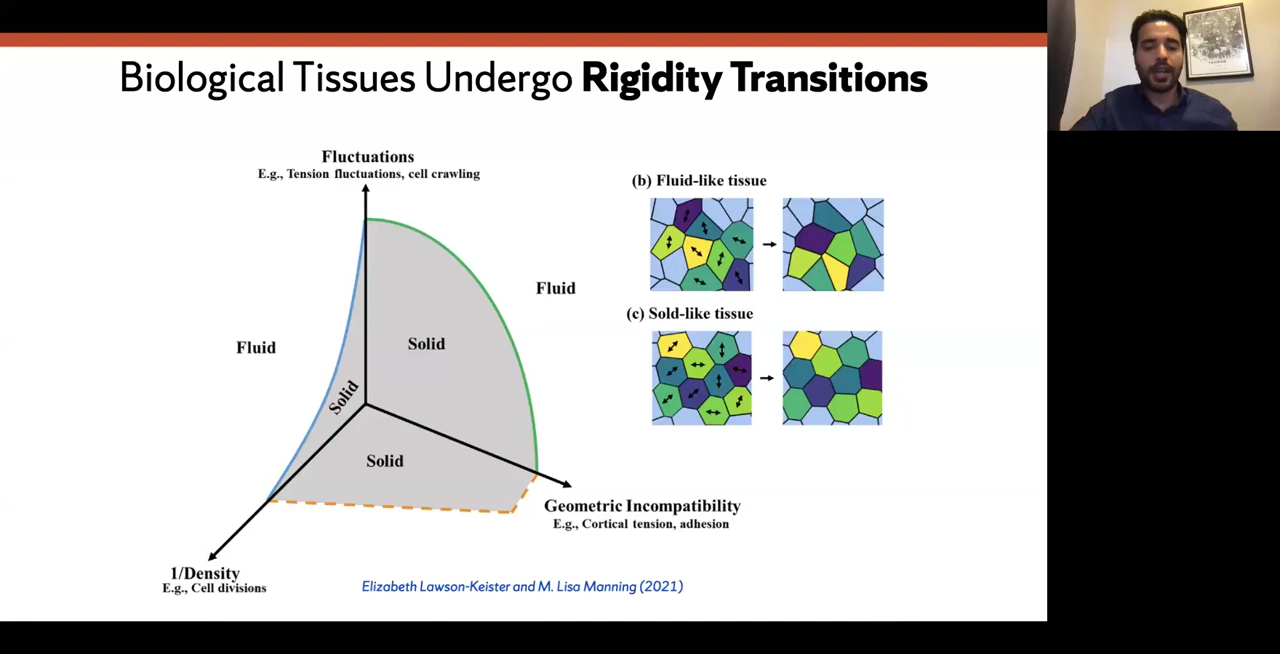 Biological Tissues Undergo Rigidity Transitions
Fluctuations
E.g., Tension fluctuations, cell crawling
Fluid
Solid
Fluid
Solid
Solid
Geometric Incompatibility
E.g., Cortical tension, adhesion
1/Density
E.g., Cell divisions
(b) Fluid-like tissue
(c) Sold-like tissue
Elizabeth Lawson-Keister and M. Lisa Manning (2021)